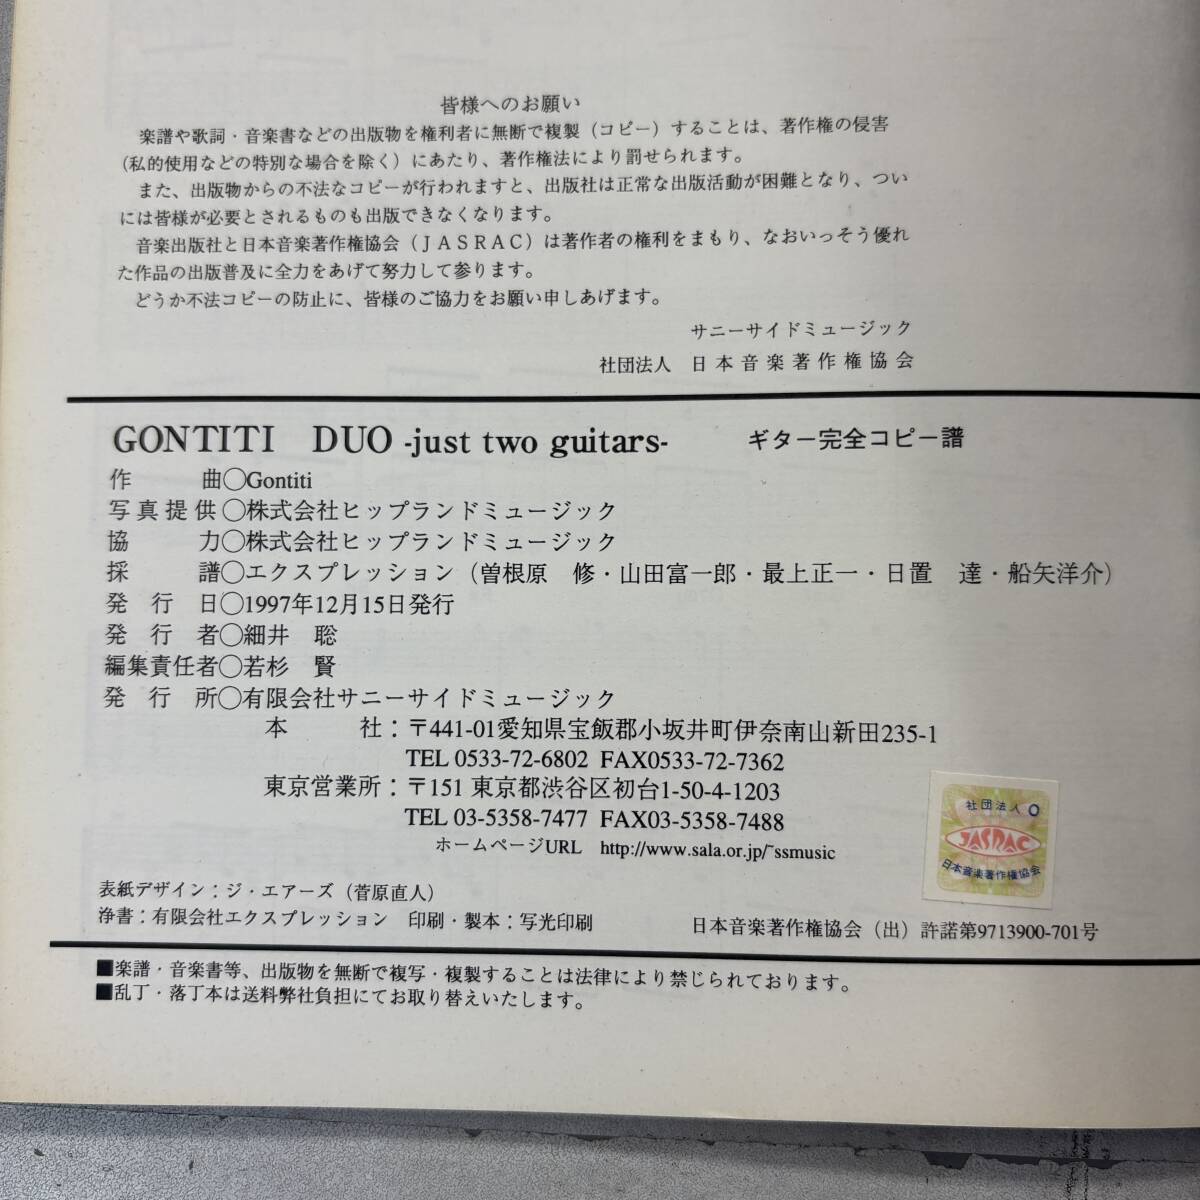 皆様へのお願い
楽譜や歌詞・音楽書などの出版物を権利者に無断で複製（コピー）することは、著作権の侵害
（私的使用などの特別な場合を除く）にあたり、著作権法により罰せられます。
また、出版物からの不法なコピーが行われますと、出版社は正常な出版活動が困難となり、つい
には皆様が必要とされるものも出版できなくなります。
音楽出版社と日本音楽著作権協会（ＪＡＳＲＡＣ）は著作者の権利をまもり、なおいっそう優れ
た作品の出版普及に全力をあげて努力して参ります。
どうか不法コピーの防止に、皆様のご協力をお願い申しあげます。
サニーサイドミュージック
社団法人　日本音楽著作権協会
GONTITI　DUO -just two guitars-　ギター完全コピー譜
作　曲○Gontiti
写真提供○株式会社ヒップランドミュージック
協　力○株式会社ヒップランドミュージック
採　譜○エクスプレッション（曽根原　修・山田富一郎・最上正一・日置　達・船矢洋介）
発　行　日○1997年12月15日発行
発　行　者○細井　聡
編集責任者○若杉　賢
発　行　所○有限会社サニーサイドミュージック
本　社：〒441-01愛知県宝飯郡小坂井町伊奈南山新田235-1
TEL 0533-72-6802 FAX0533-72-7362
東京営業所：〒151 東京都渋谷区初台1-50-4-1203
TEL 03-5358-7477 FAX03-5358-7488
ホームページURL　http://www.sala.or.jp/~ssmusic
社団法人 O
JASRAC
日本音楽著作権協会
表紙デザイン：ジ・エアーズ（菅原直人）
浄書：有限会社エクスプレッション　印刷・製本：写光印刷　日本音楽著作権協会（出）許諾第9713900-701号
■楽譜・音楽書等、出版物を無断で複写・複製することは法律により禁じられております。
■乱丁・落丁本は送料弊社負担にてお取り替えいたします。